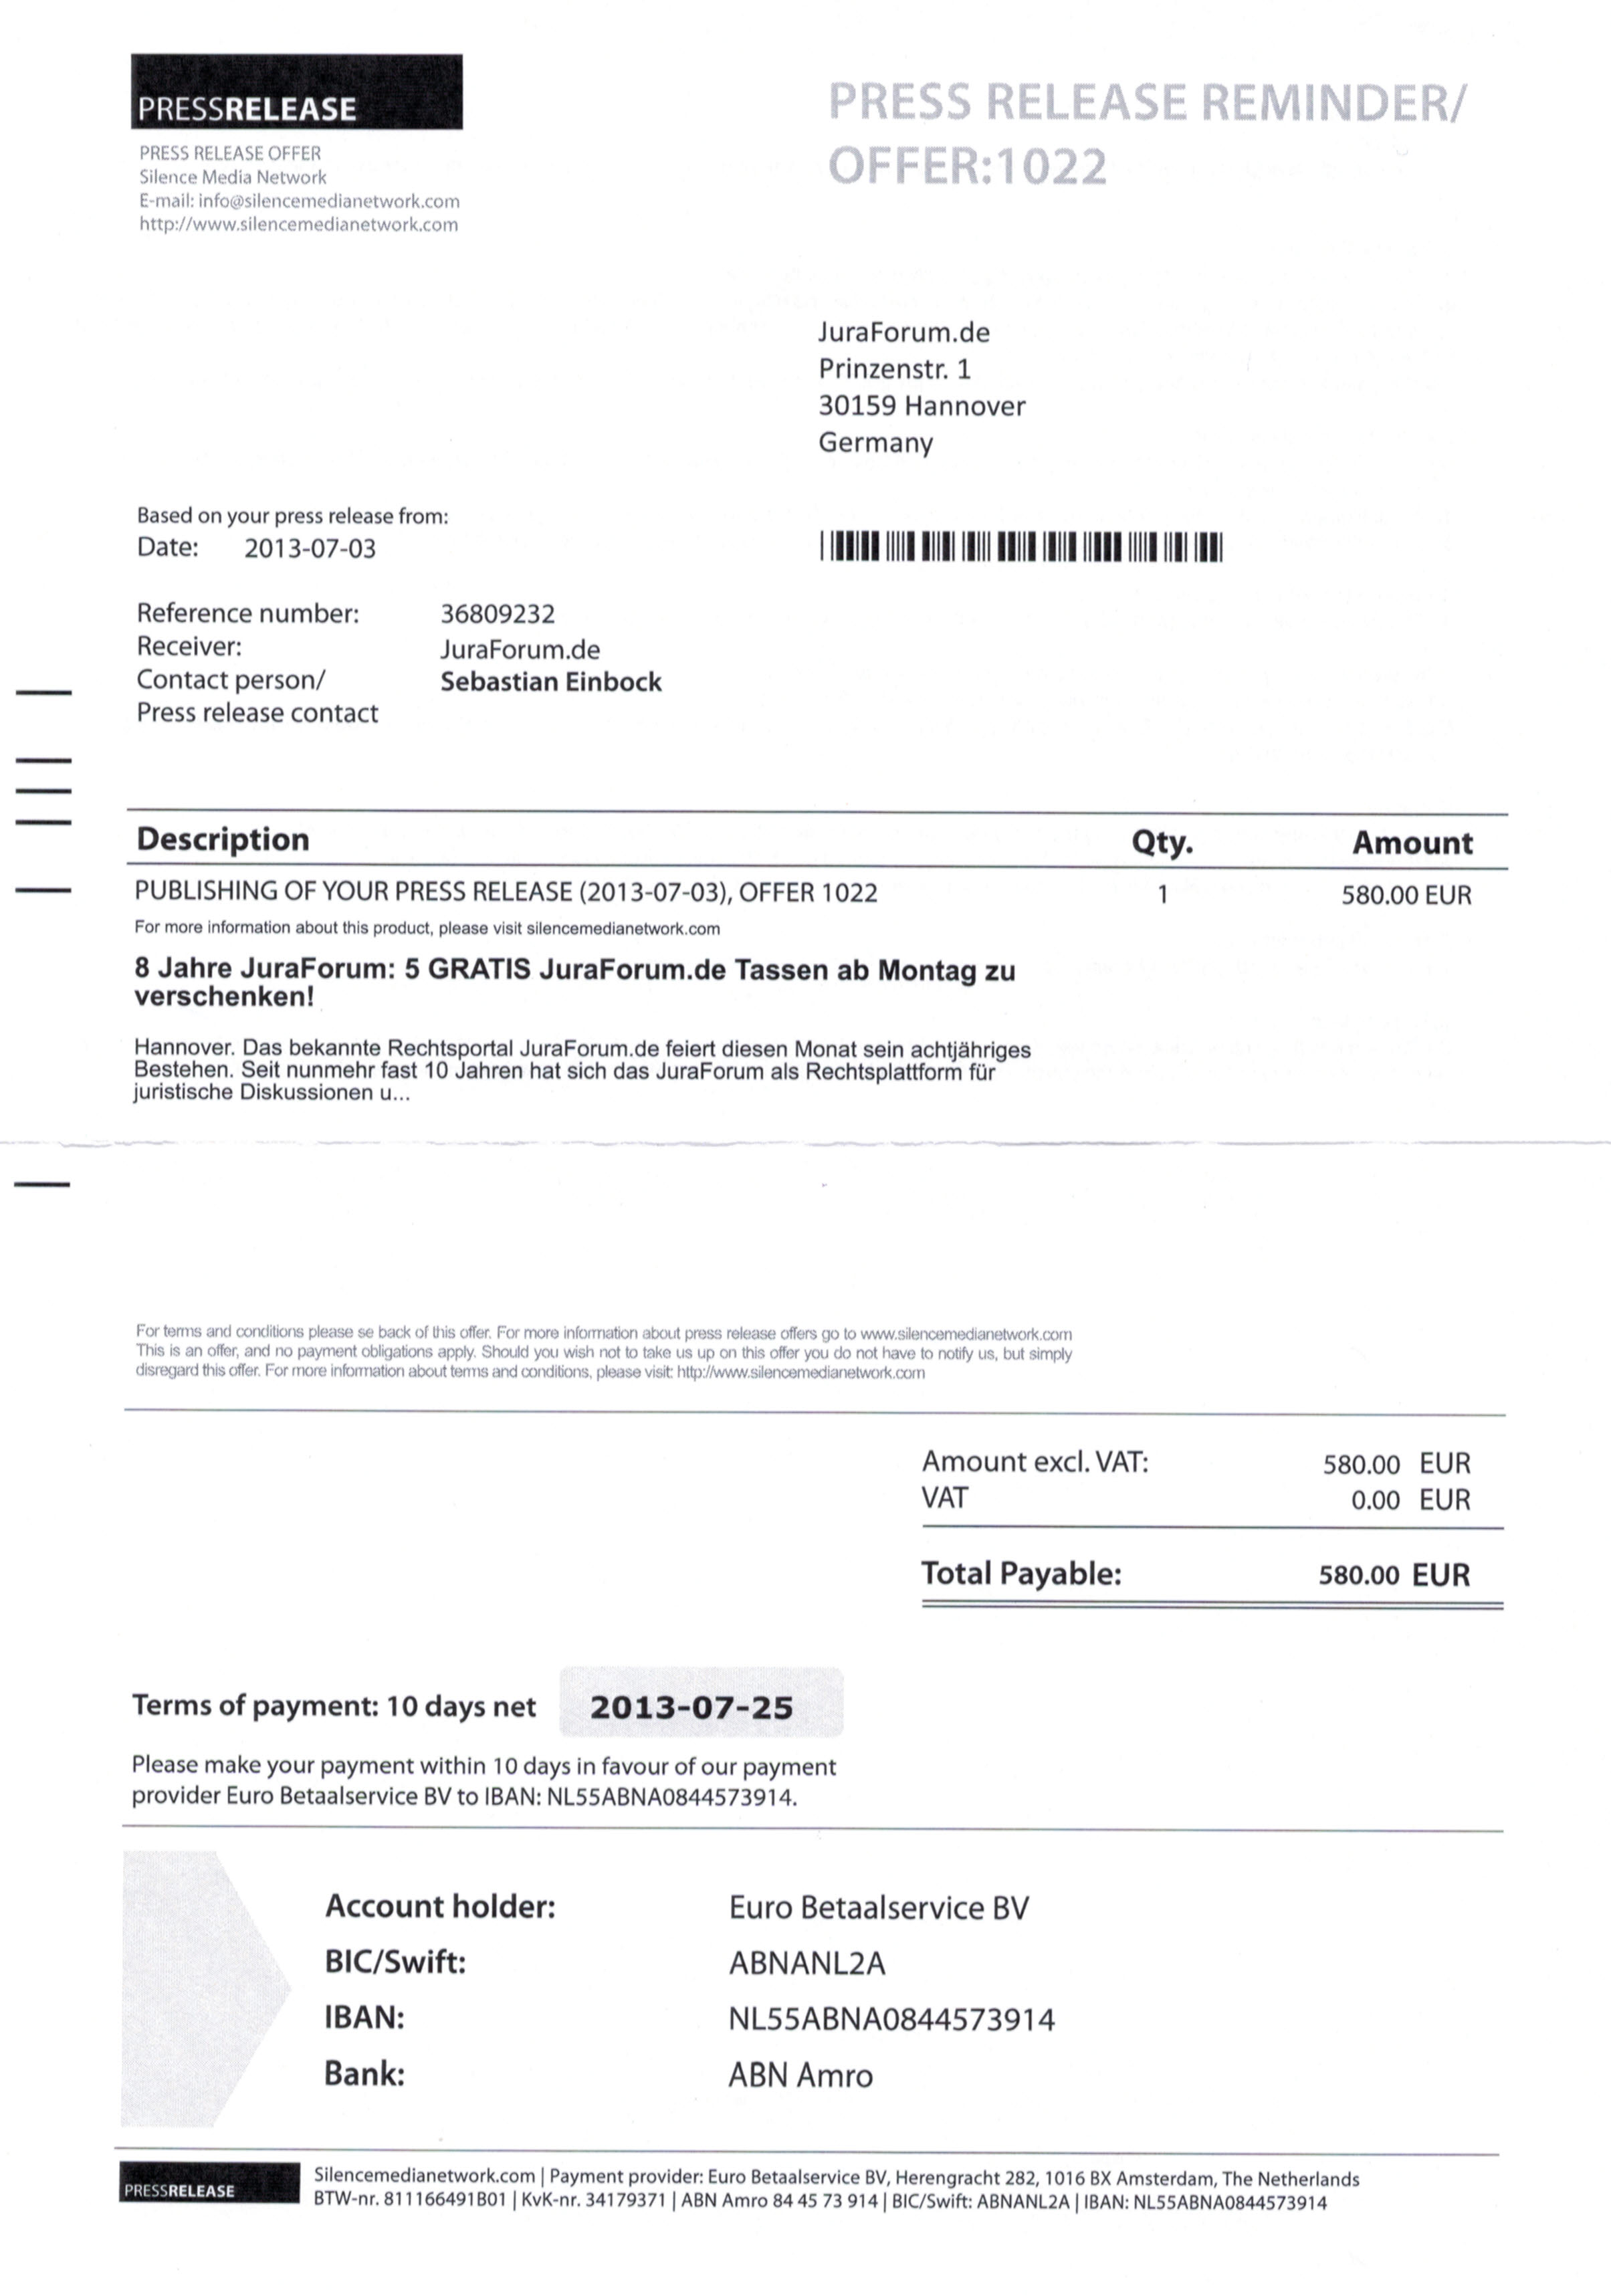 PRESSRELEASE
PRESS RELEASE OFFER
Silence Media Network
E-mail: info@silencemedianetwork.com
http://www.silencemedianetwork.com
PRESS RELEASE REMINDER/
OFFER:1022
JuraForum.de
Prinzenstr. 1
30159 Hannover
Germany
Based on your press release from:
Date: 2013-07-03
Reference number: 36809232
Receiver: JuraForum.de
Contact person/ Sebastian Einbock
Press release contact
Description Qty. Amount
PUBLISHING OF YOUR PRESS RELEASE (2013-07-03), OFFER 1022 1 580.00 EUR
For more information about this product, please visit silencemedianetwork.com
8 Jahre JuraForum: 5 GRATIS JuraForum.de Tassen ab Montag zu
verschenken!
Hannover. Das bekannte Rechtsportal JuraForum.de feiert diesen Monat sein achtjähriges
Bestehen. Seit nunmehr fast 10 Jahren hat sich das JuraForum als Rechtsplattform für
juristische Diskussionen u...
For terms and conditions please se back of this offer. For more information about press release offers go to www.silencemedianetwork.com
This is an offer, and no payment obligations apply. Should you wish not to take us up on this offer you do not have to notify us, but simply
disregard this offer. For more information about terms and conditions, please visit: http://www.silencemedianetwork.com
Amount excl. VAT: 580.00 EUR
VAT 0.00 EUR
Total Payable: 580.00 EUR
Terms of payment: 10 days net 2013-07-25
Please make your payment within 10 days in favour of our payment
provider Euro Betaalservice BV to IBAN: NL55ABNA0844573914.
Account holder: Euro Betaalservice BV
BIC/Swift: ABNANL2A
IBAN: NL55ABNA0844573914
Bank: ABN Amro
PRESSRELEASE
Silencemedianetwork.com | Payment provider: Euro Betaalservice BV, Herengracht 282, 1016 BX Amsterdam, The Netherlands
BTW-nr. 811166491B01 | KvK-nr. 34179371 | ABN Amro 84 45 73 914 | BIC/Swift: ABNANL2A | IBAN: NL55ABNA0844573914